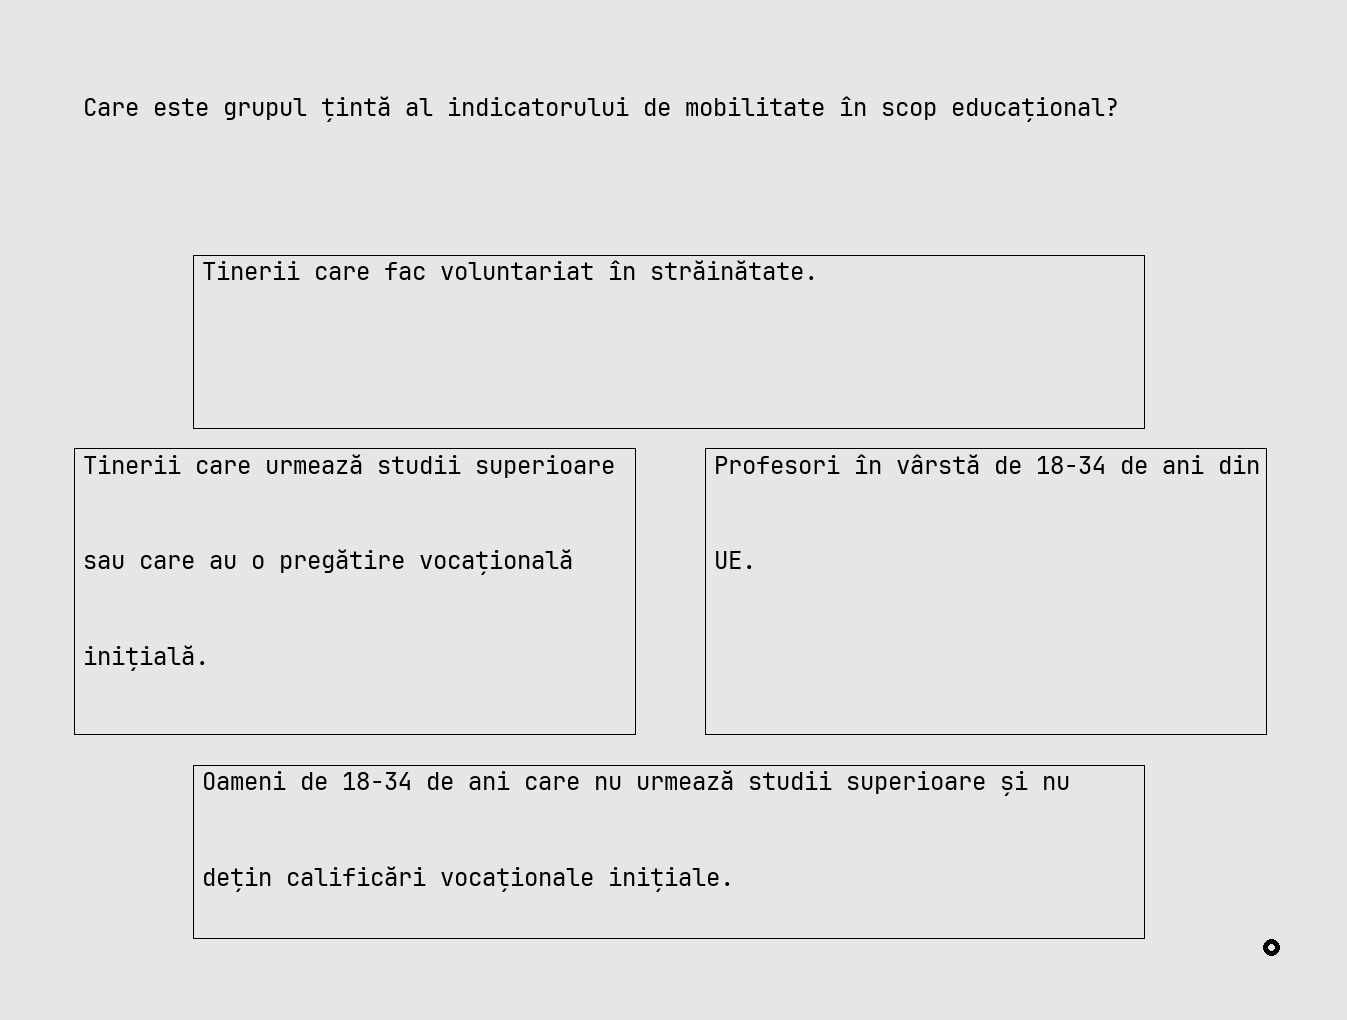 Care este grupul țintă al indicatorului de mobilitate în scop educațional?
Tinerii care fac voluntariat în străinătate.
Tinerii care urmează studii superioare
sau care au o pregătire vocațională
inițială.
Profesori în vârstă de 18-34 de ani din
UE.
Oameni de 18-34 de ani care nu urmează studii superioare și nu
dețin calificări vocaționale inițiale.